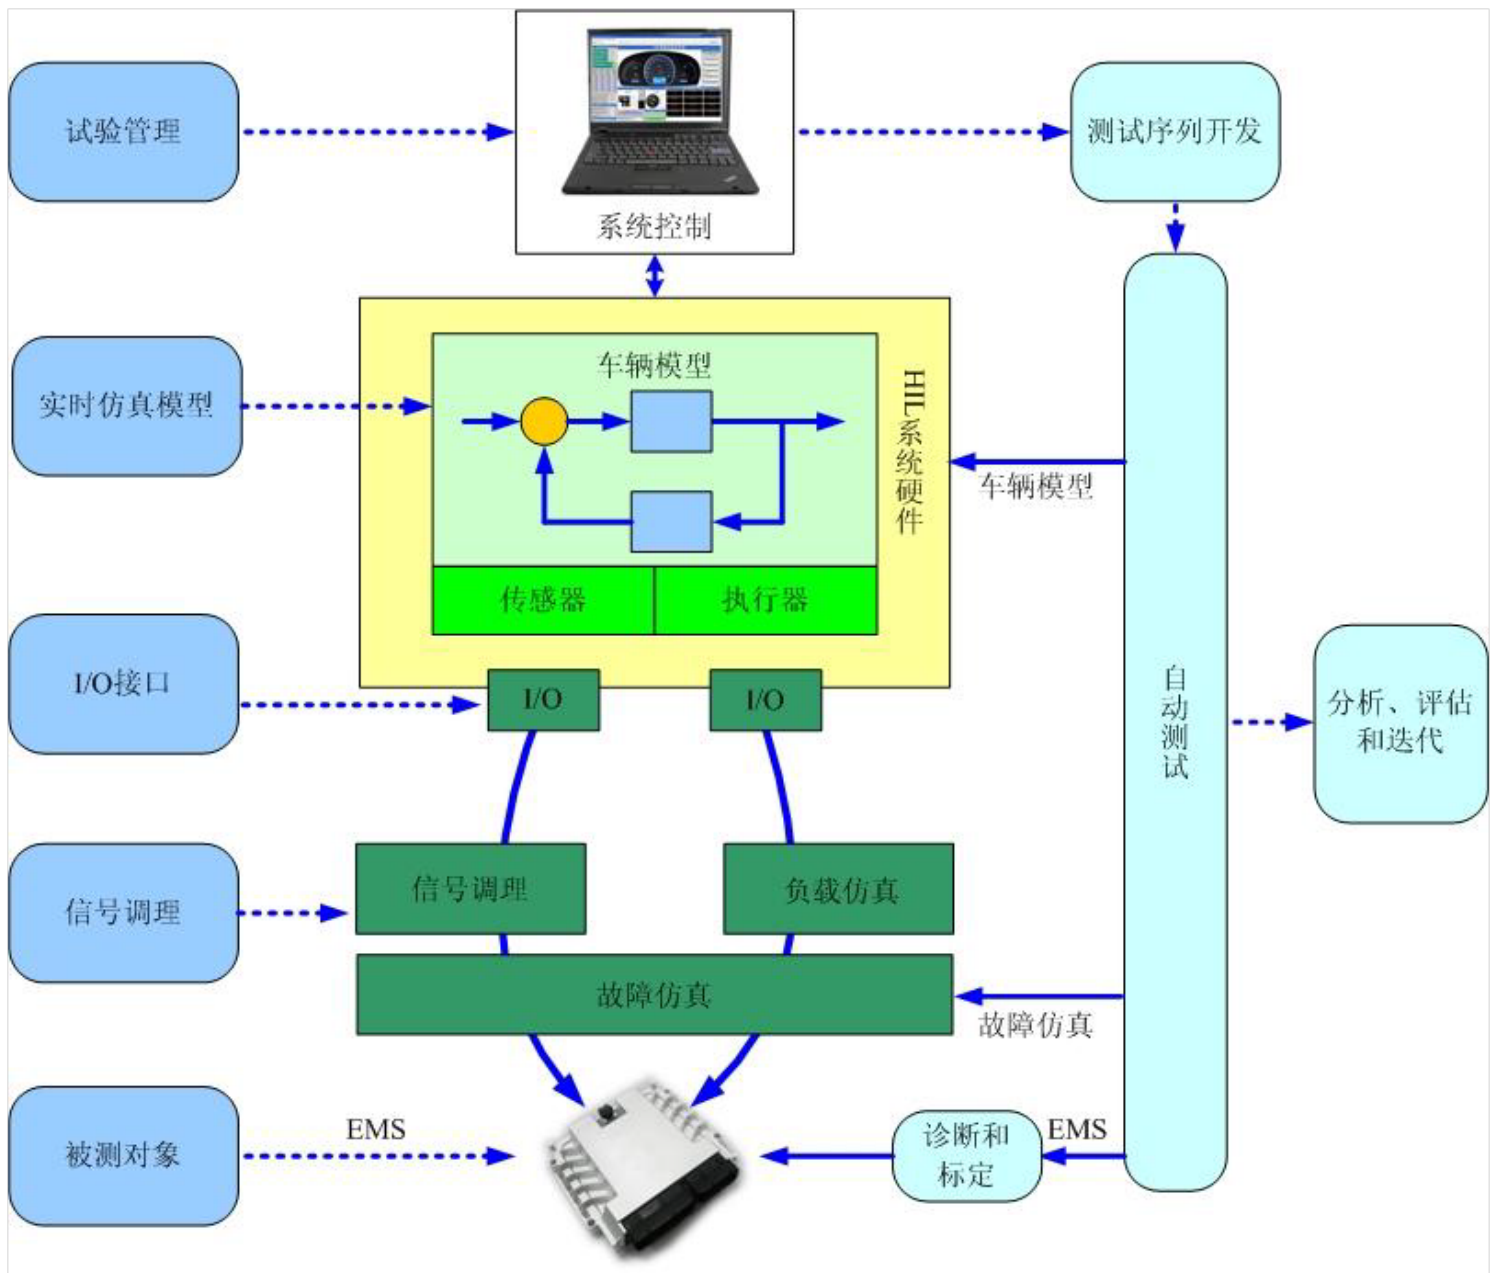 试验管理
系统控制
测试序列开发
实时仿真模型
车辆模型
HIL系统硬件
车辆模型
传感器
执行器
I/O接口
I/O
I/O
自动测试
分析、评估
和迭代
信号调理
信号调理
负载仿真
故障仿真
故障仿真
被测对象
EMS
诊断和
标定
EMS